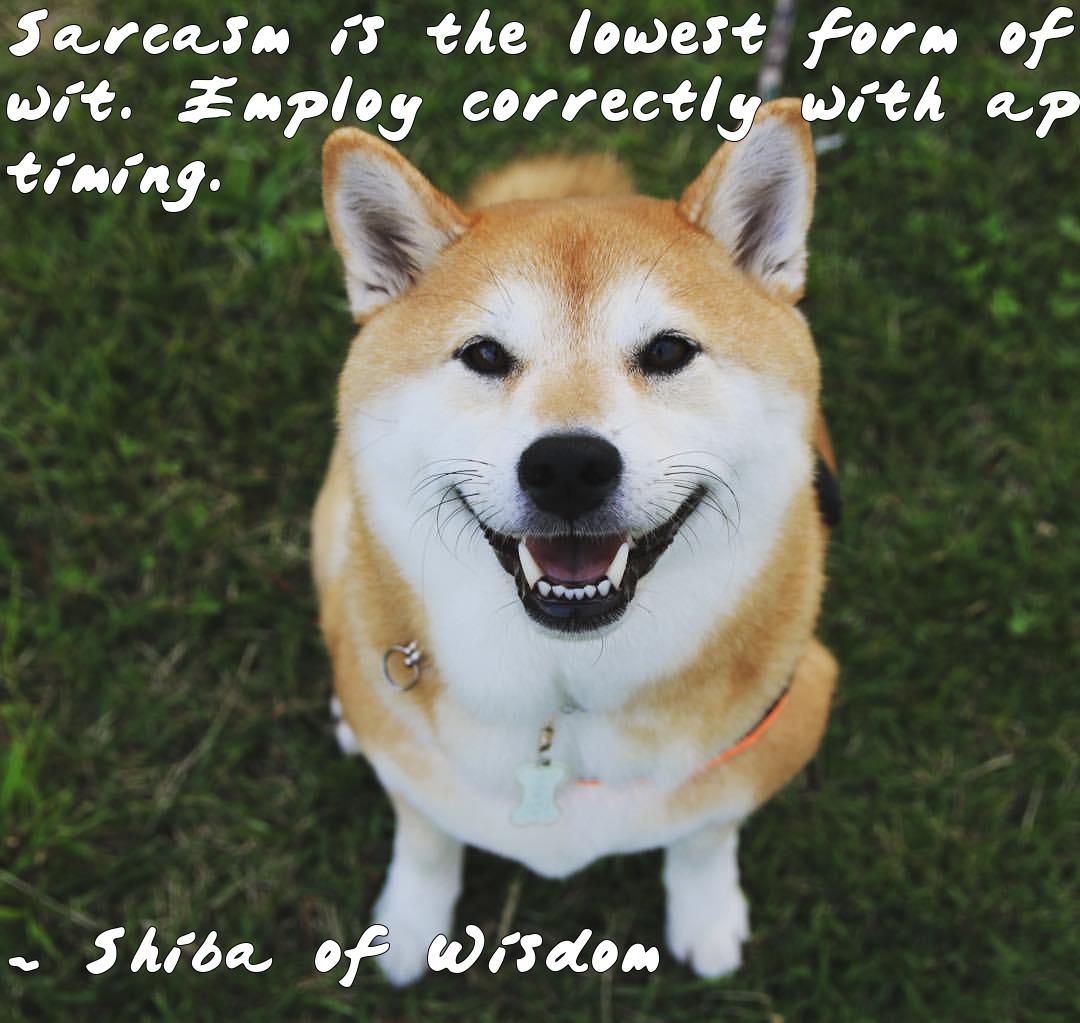 Sarcasm is the lowest form of
wit. Employ correctly with ap
timing.
~ Shiba of Wisdom